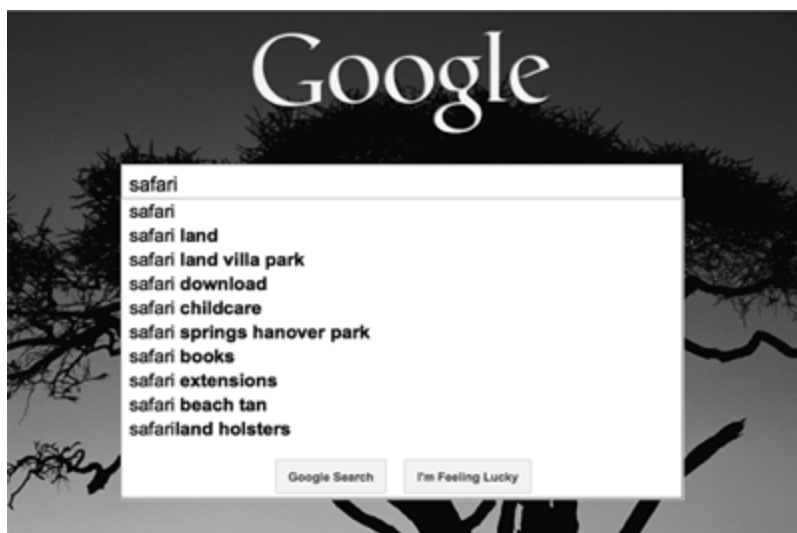 Google
safari
safari
safari land
safari land villa park
safari download
safari childcare
safari springs hanover park
safari books
safari extensions
safari beach tan
safariland holsters
Google Search I'm Feeling Lucky